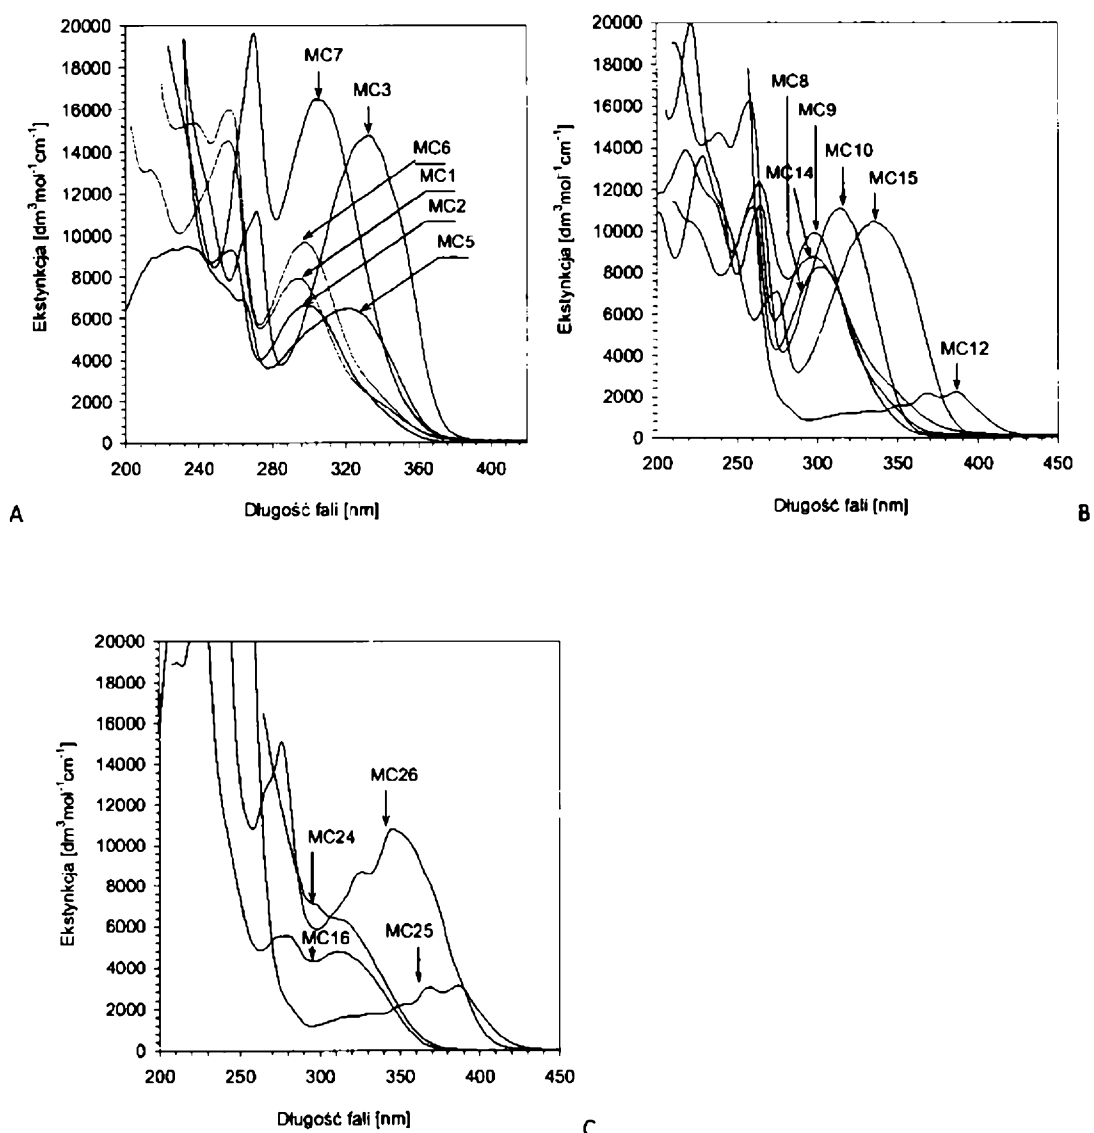 20000
18000
16000
14000
12000
10000
8000
6000
4000
2000
0
Ekstynkcja [dm³mol⁻¹cm⁻¹]
MC7
MC3
MC6
MC1
MC2
MC5
200 240 280 320 360 400
Długość fali [nm]
A
20000
18000
16000
14000
12000
10000
8000
6000
4000
2000
0
Ekstynkcja [dm³mol⁻¹cm⁻¹]
MC8
MC9
MC10
MC14
MC15
MC12
200 250 300 350 400 450
Długość fali [nm]
B
20000
18000
16000
14000
12000
10000
8000
6000
4000
2000
0
Ekstynkcja [dm³mol⁻¹cm⁻¹]
MC26
MC24
MC16
MC25
200 250 300 350 400 450
Długość fali [nm]
C